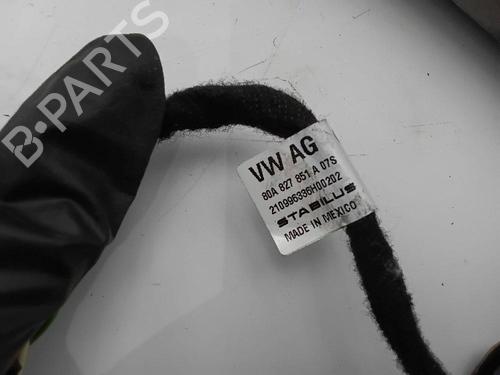 B-PARTS
VW AG
80A 827 851 A 07S
210996336H00202
STABILUS
MADE IN MEXICO